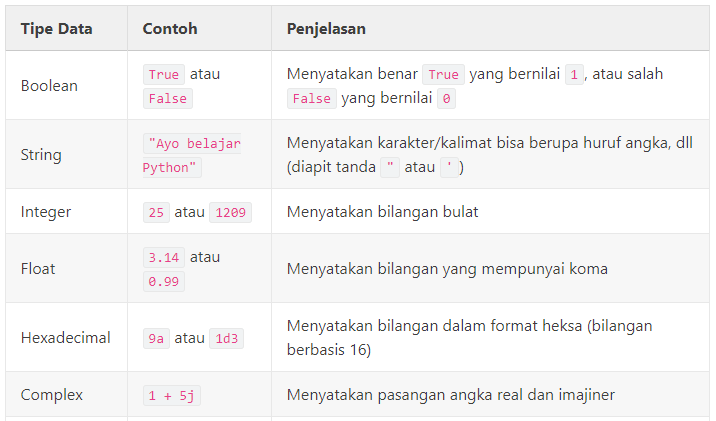 Tipe Data Contoh Penjelasan
Boolean
True atau
False
Menyatakan benar True yang bernilai 1 , atau salah
False yang bernilai 0
String
"Ayo belajar
Python"
Menyatakan karakter/kalimat bisa berupa huruf angka, dll
(diapit tanda " atau ' )
Integer 25 atau 1209 Menyatakan bilangan bulat
Float
3.14 atau
0.99
Menyatakan bilangan yang mempunyai koma
Hexadecimal 9a atau 1d3
Menyatakan bilangan dalam format heksa (bilangan
berbasis 16)
Complex 1 + 5j Menyatakan pasangan angka real dan imajiner